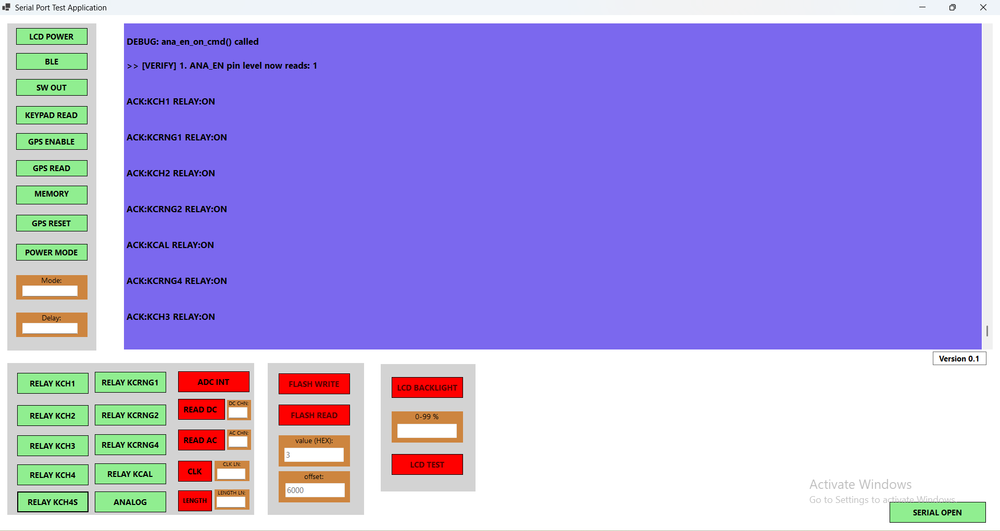 Serial Port Test Application
LCD POWER
BLE
SW OUT
KEYPAD READ
GPS ENABLE
GPS READ
MEMORY
GPS RESET
POWER MODE
Mode:
Delay:
DEBUG: ana_en_on_cmd() called
>> [VERIFY] 1. ANA_EN pin level now reads: 1
ACK:KCH1 RELAY:ON
ACK:KCRNG1 RELAY:ON
ACK:KCH2 RELAY:ON
ACK:KCRNG2 RELAY:ON
ACK:KCAL RELAY:ON
ACK:KCRNG4 RELAY:ON
ACK:KCH3 RELAY:ON
Version 0.1
RELAY KCH1
RELAY KCH2
RELAY KCH3
RELAY KCH4
RELAY KCH4S
RELAY KCRNG1
RELAY KCRNG2
RELAY KCRNG4
RELAY KCAL
ANALOG
ADC INT
READ DC
DC CHN:
READ AC
AC CHN:
CLK
CLK LN:
LENGTH
LENGTH LN:
FLASH WRITE
FLASH READ
value (HEX):
3
offset:
6000
LCD BACKLIGHT
0-99 %
LCD TEST
Activate Windows
Go to Settings to activate Windows.
SERIAL OPEN